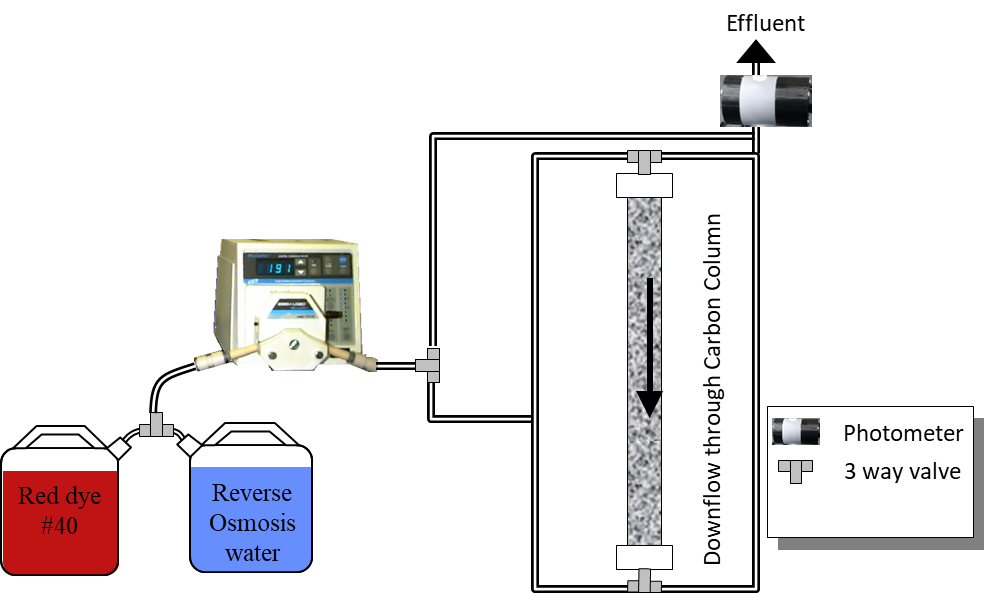 Effluent
191
Downflow through Carbon Column
Red dye
#40
Reverse
Osmosis
water
Photometer
3 way valve